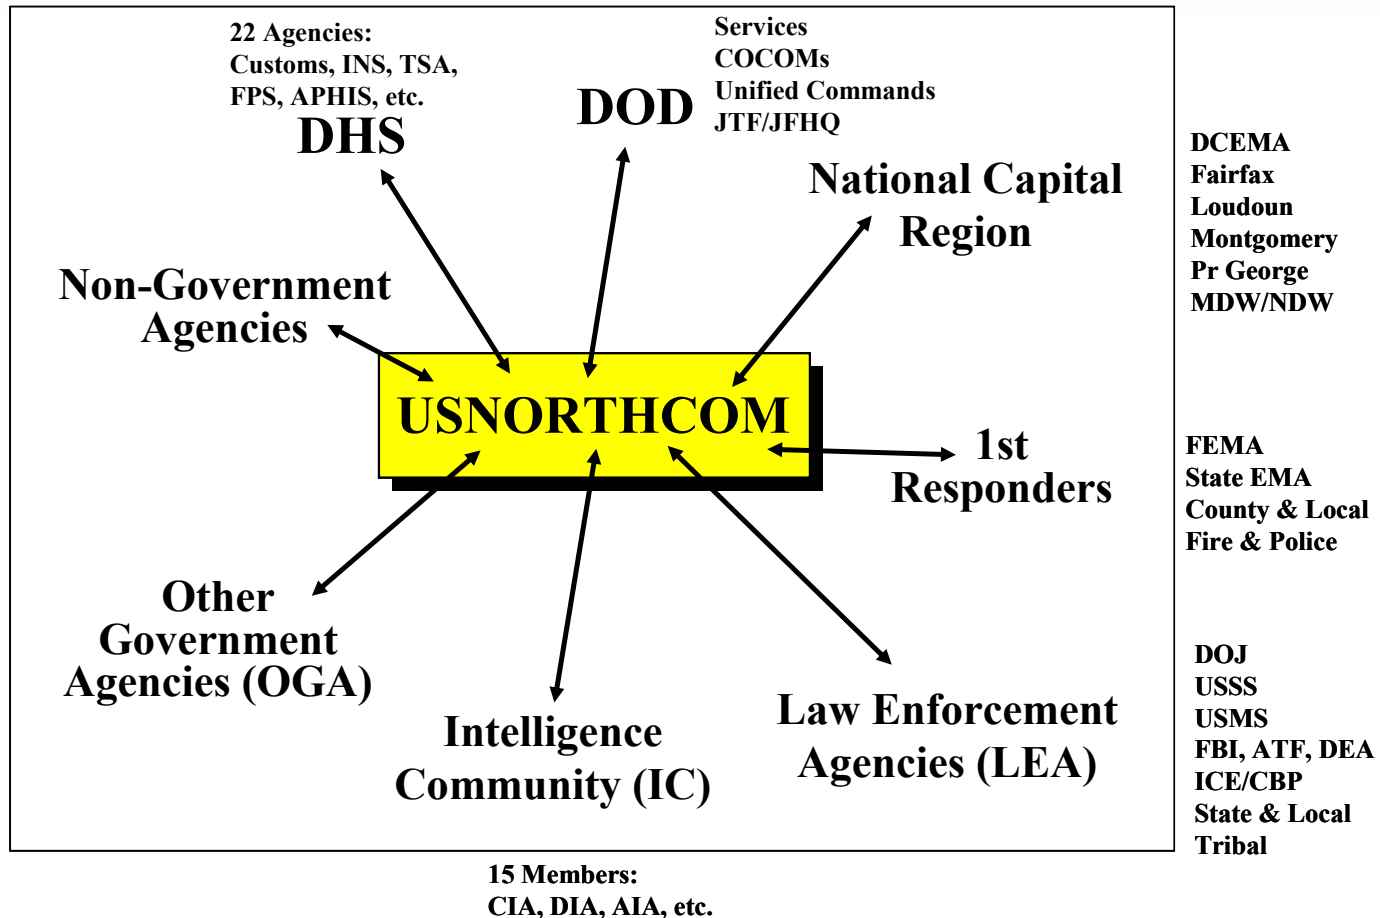 22 Agencies:
Customs, INS, TSA,
FPS, APHIS, etc.
DHS
DOD
Services
COCOMs
Unified Commands
JTF/JFHQ
National Capital
Region
DCEMA
Fairfax
Loudoun
Montgomery
Pr George
MDW/NDW
Non-Government
Agencies
USNORTHCOM
1st
Responders
FEMA
State EMA
County & Local
Fire & Police
Other
Government
Agencies (OGA)
Intelligence
Community (IC)
Law Enforcement
Agencies (LEA)
DOJ
USSS
USMS
FBI, ATF, DEA
ICE/CBP
State & Local
Tribal
15 Members:
CIA, DIA, AIA, etc.